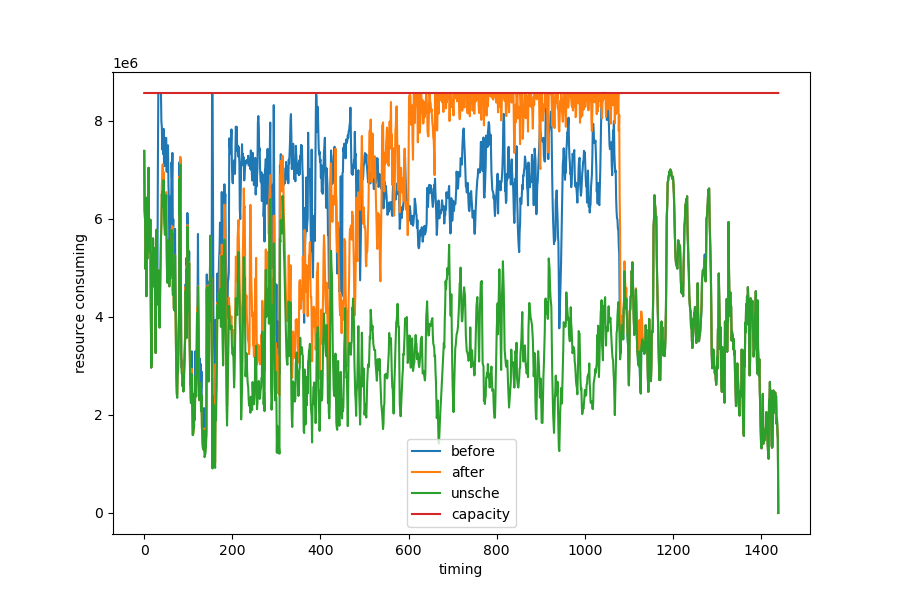 1e6
8
6
4
2
0
resource consuming
before
after
unsche
capacity
0 200 400 600 800 1000 1200 1400
timing